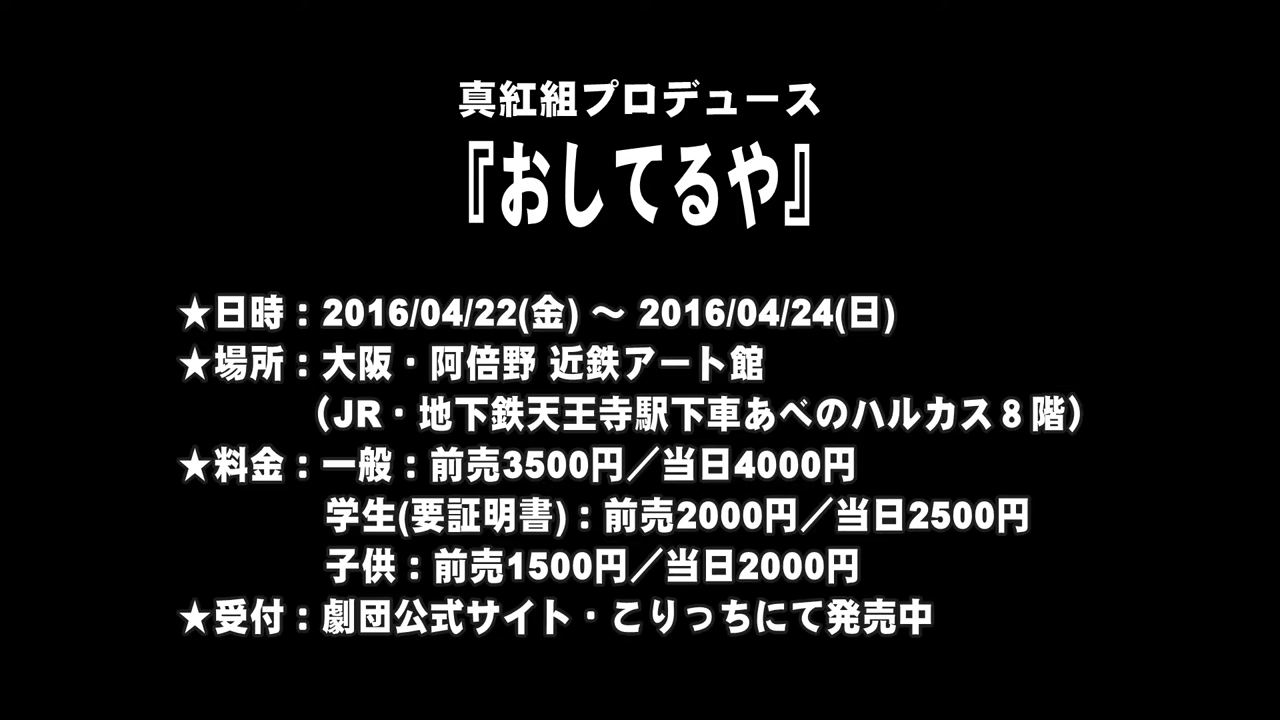 真紅組プロデュース
『おしてるや』
★日時：2016/04/22(金) ～ 2016/04/24(日)
★場所：大阪・阿倍野 近鉄アート館
（JR・地下鉄天王寺駅下車あべのハルカス８階）
★料金：一般：前売3500円／当日4000円
学生(要証明書)：前売2000円／当日2500円
子供：前売1500円／当日2000円
★受付：劇団公式サイト・こりっちにて発売中